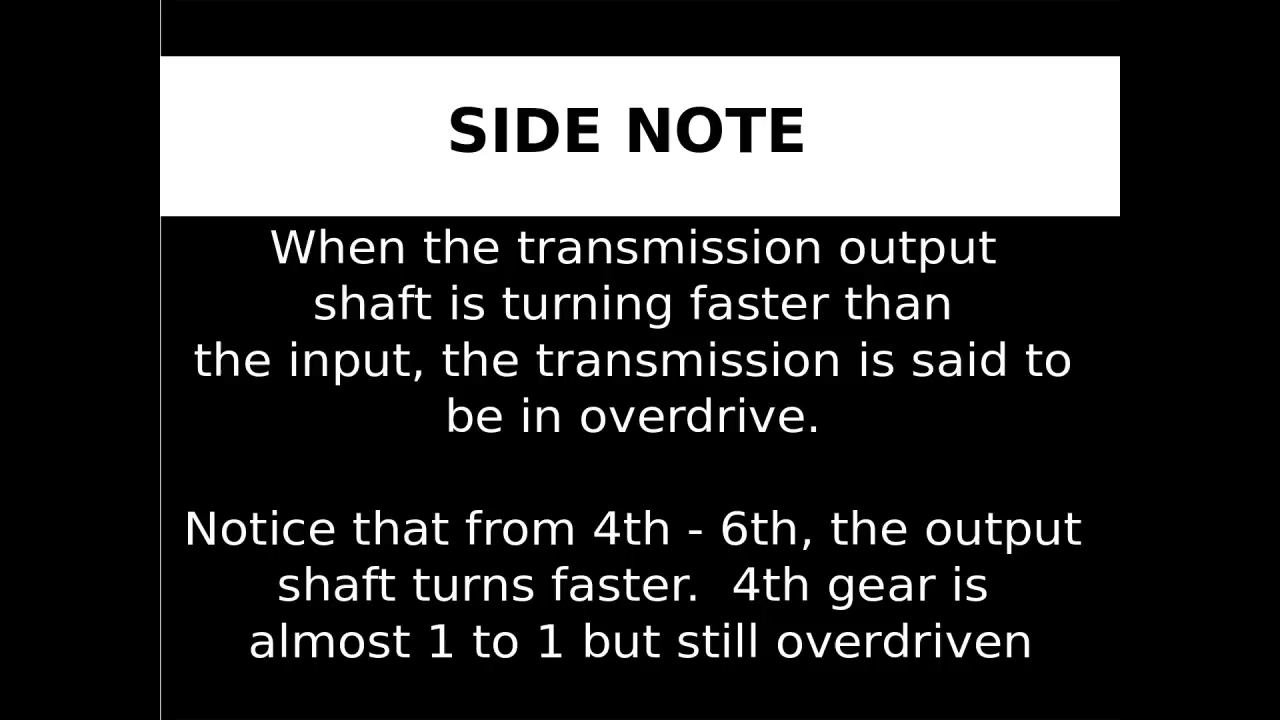 SIDE NOTE
When the transmission output
shaft is turning faster than
the input, the transmission is said to
be in overdrive.
Notice that from 4th - 6th, the output
shaft turns faster.  4th gear is
almost 1 to 1 but still overdriven